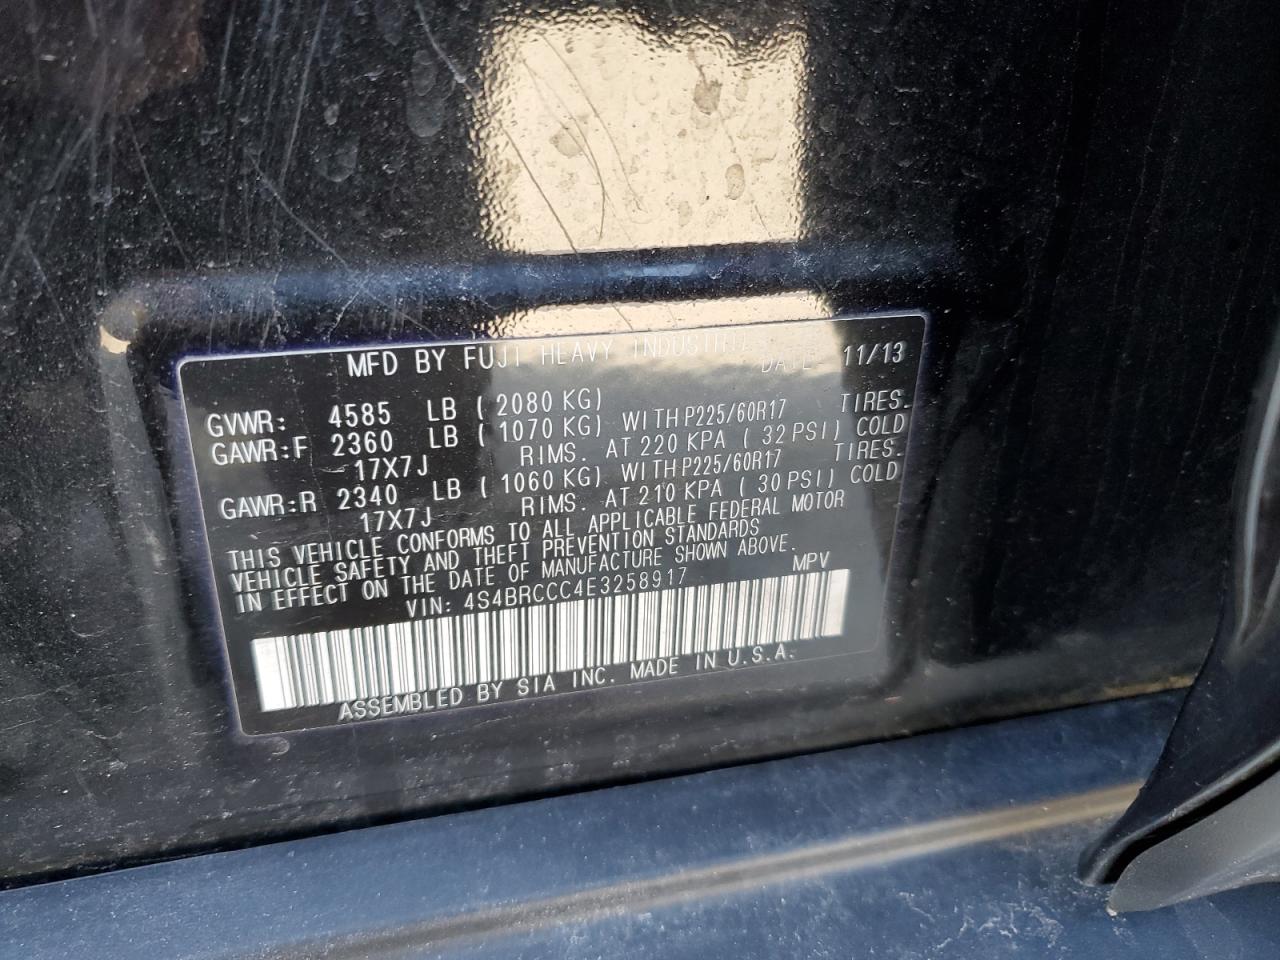 MFD BY FUJI HEAVY INDUSTRIES
DATE 11/13
GVWR: 4585 LB ( 2080 KG)
GAWR:F 2360 LB ( 1070 KG) WITH P225/60R17 TIRES.
17X7J RIMS. AT 220 KPA ( 32 PSI) COLD
GAWR:R 2340 LB ( 1060 KG) WITH P225/60R17 TIRES.
17X7J RIMS. AT 210 KPA ( 30 PSI) COLD
THIS VEHICLE CONFORMS TO ALL APPLICABLE FEDERAL MOTOR
VEHICLE SAFETY AND THEFT PREVENTION STANDARDS
IN EFFECT ON THE DATE OF MANUFACTURE SHOWN ABOVE.
VIN: 4S4BRCCC4E3258917 MPV
ASSEMBLED BY SIA INC. MADE IN U.S.A.